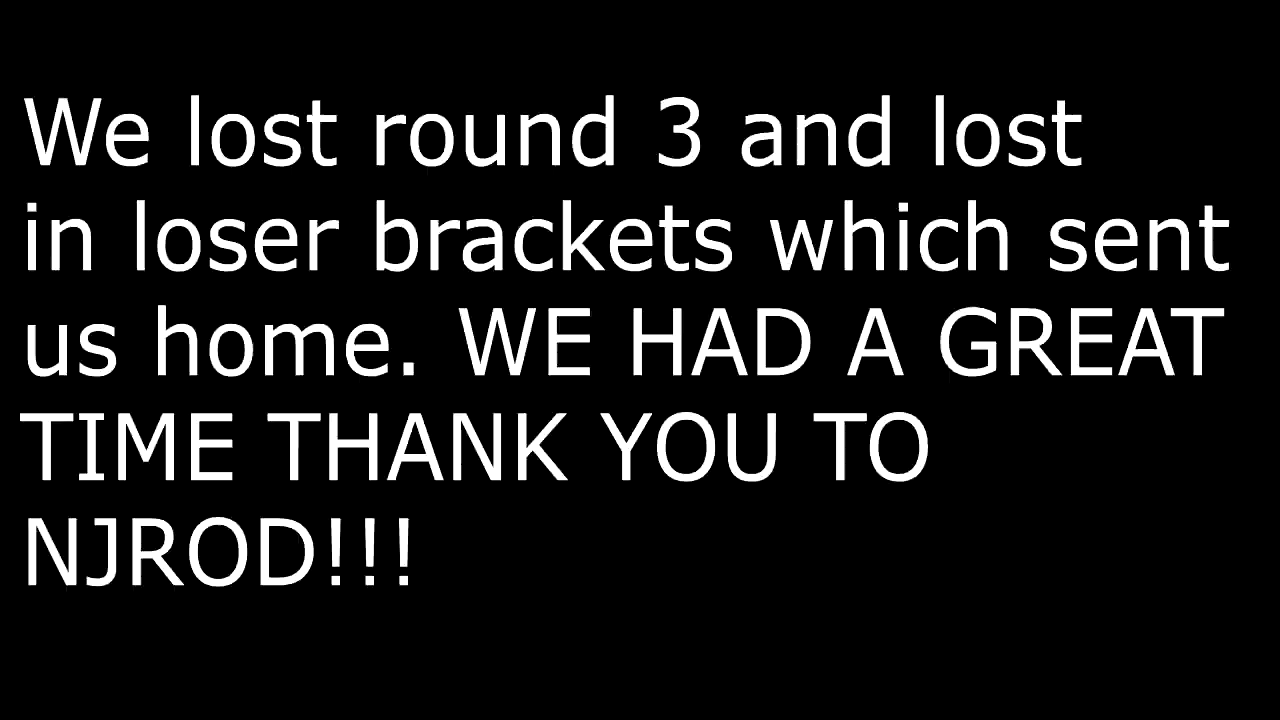 We lost round 3 and lost
in loser brackets which sent
us home. WE HAD A GREAT
TIME THANK YOU TO
NJROD!!!